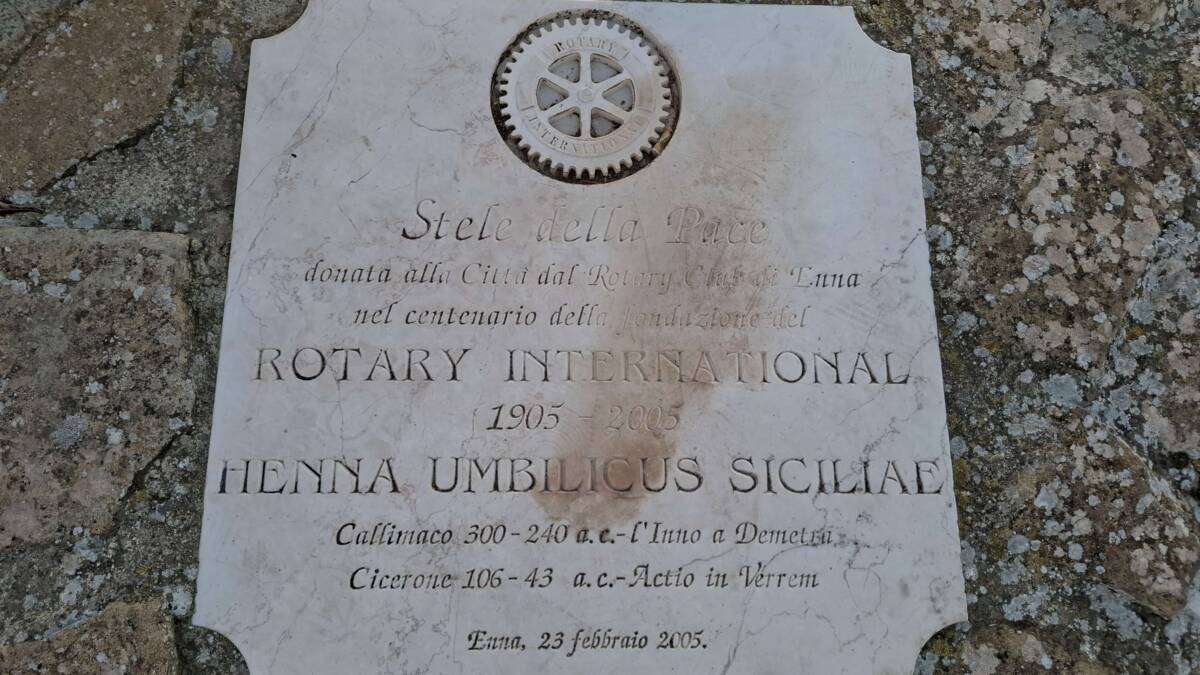 ROTARY
INTERNATIONAL
Stele della Pace
donata alla Città dal Rotary Club di Enna
nel centenario della fondazione del
ROTARY INTERNATIONAL
1905 - 2005
HENNA UMBILICUS SICILIAE
Callimaco 300 - 240 a.c. - l'Inno a Demetra
Cicerone 106 - 43 a.c. - Actio in Verrem
Enna, 23 febbraio 2005.